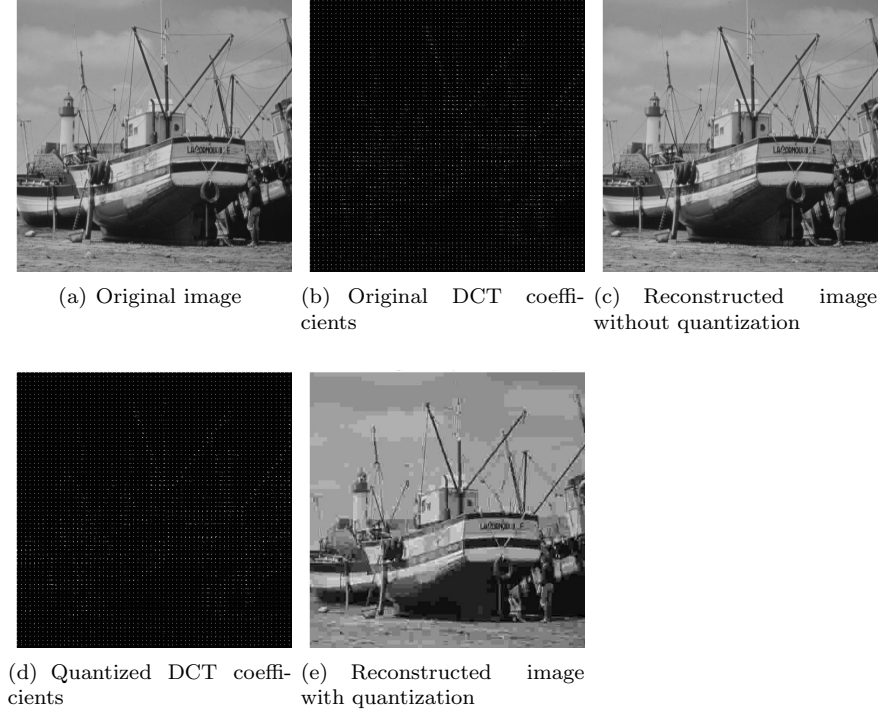 (a) Original image
(b) Original DCT coeffi-
cients
(c) Reconstructed image
without quantization
(d) Quantized DCT coeffi-
cients
(e) Reconstructed image
with quantization